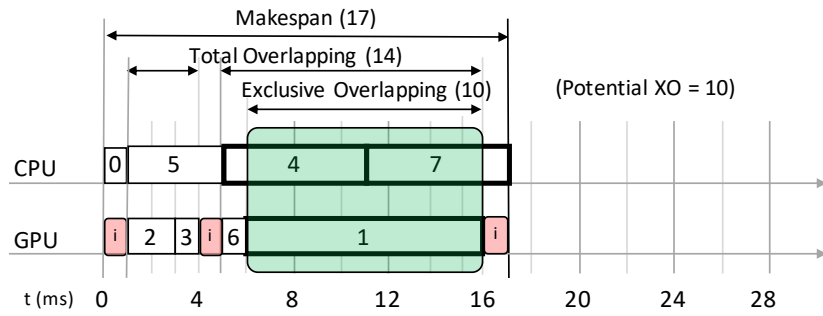 Makespan (17)
Total Overlapping (14)
Exclusive Overlapping (10)
(Potential XO = 10)
CPU 0 5 4 7
GPU i 2 3 i 6 1 i
t (ms) 0 4 8 12 16 20 24 28